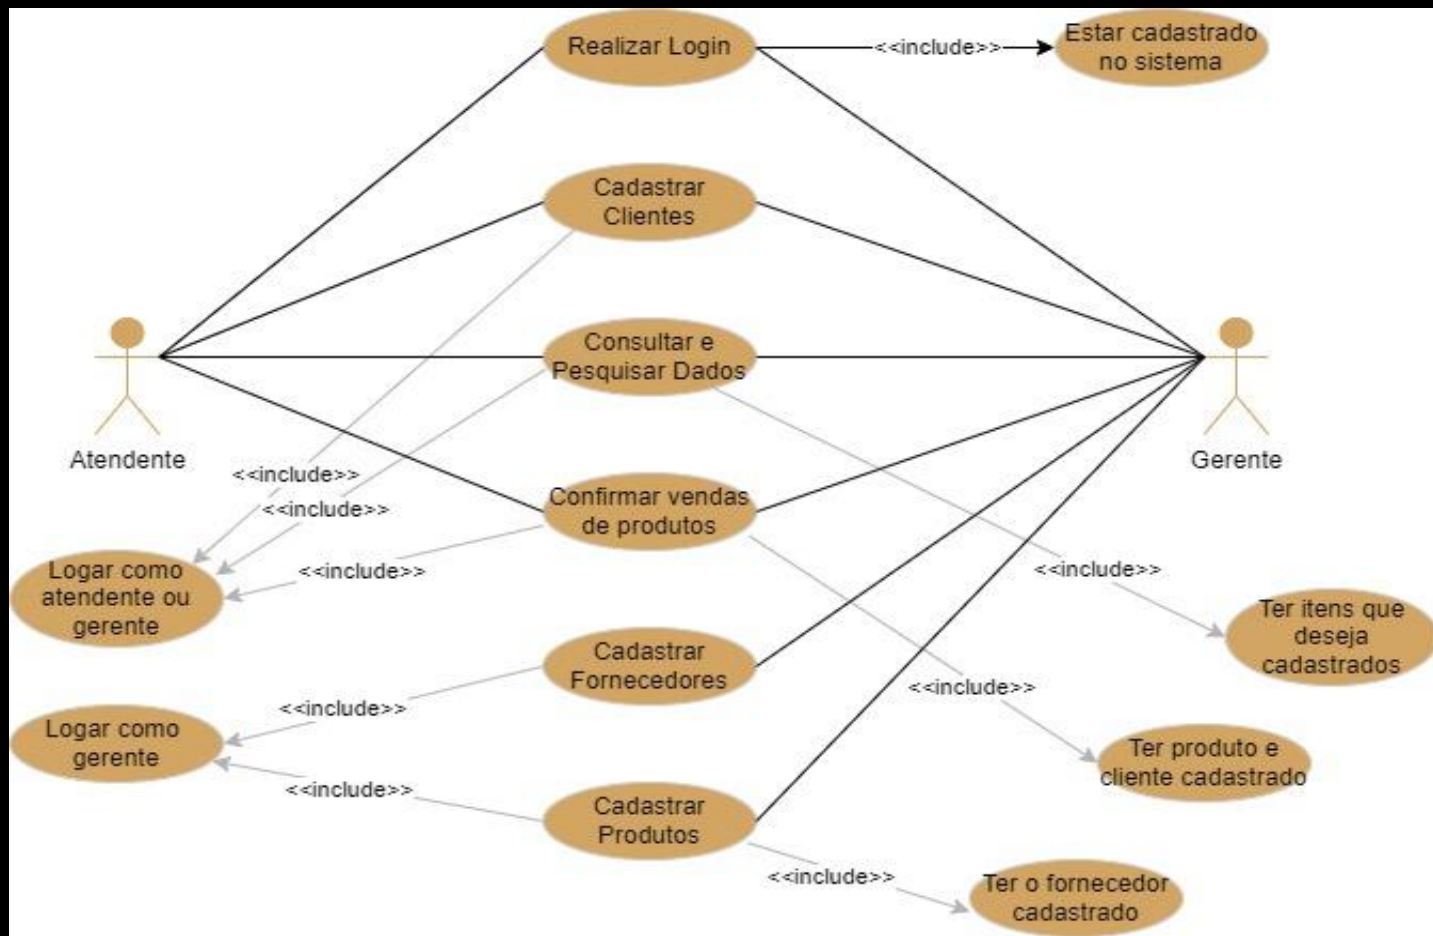 Realizar Login
<<include>>
Estar cadastrado
no sistema
Cadastrar
Clientes
Consultar e
Pesquisar Dados
Atendente
Gerente
<<include>>
<<include>>
Confirmar vendas
de produtos
<<include>>
<<include>>
Logar como
atendente ou
gerente
Ter itens que
deseja
cadastrados
Cadastrar
Fornecedores
<<include>>
<<include>>
Logar como
gerente
Ter produto e
cliente cadastrado
<<include>>
Cadastrar
Produtos
<<include>>
Ter o fornecedor
cadastrado